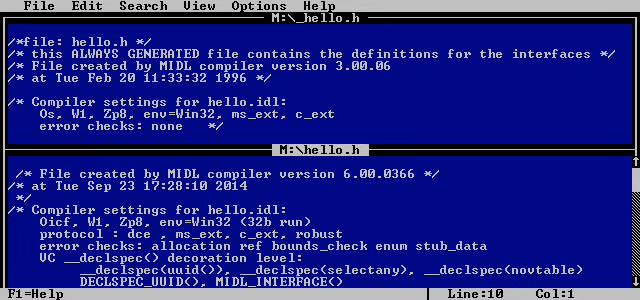 File Edit Search View Options Help
M:\_hello.h
/*file: hello.h */
/* this ALWAYS GENERATED file contains the definitions for the interfaces */
/* File created by MIDL compiler version 3.00.06
/* at Tue Feb 20 11:33:32 1996 */
/* Compiler settings for hello.idl:
Os, W1, Zp8, env=Win32, ms_ext, c_ext
error checks: none */
M:\hello.h
/* File created by MIDL compiler version 6.00.0366 */
/* at Tue Sep 23 17:28:10 2014
*/
/* Compiler settings for hello.idl:
Oicf, W1, Zp8, env=Win32 (32b run)
protocol : dce , ms_ext, c_ext, robust
error checks: allocation ref bounds_check enum stub_data
VC __declspec() decoration level:
__declspec(uuid()), __declspec(selectany), __declspec(novtable)
DECLSPEC_UUID(), MIDL_INTERFACE()
F1=Help Line:10 Col:1